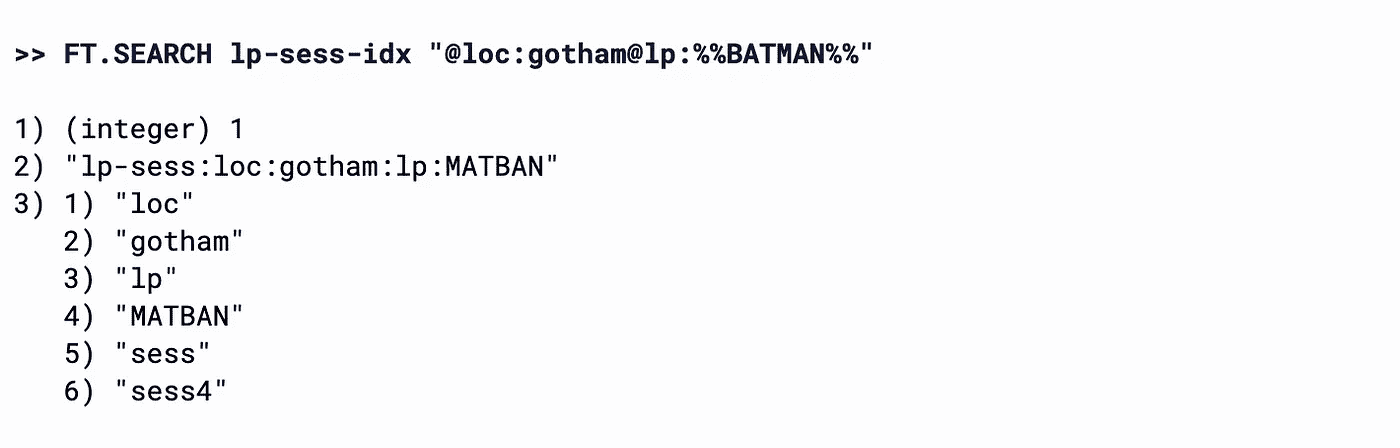 >> FT.SEARCH lp-sess-idx "@loc:gotham@lp:%%BATMAN%%"
1) (integer) 1
2) "lp-sess:loc:gotham:lp:MATBAN"
3) 1) "loc"
2) "gotham"
3) "lp"
4) "MATBAN"
5) "sess"
6) "sess4"